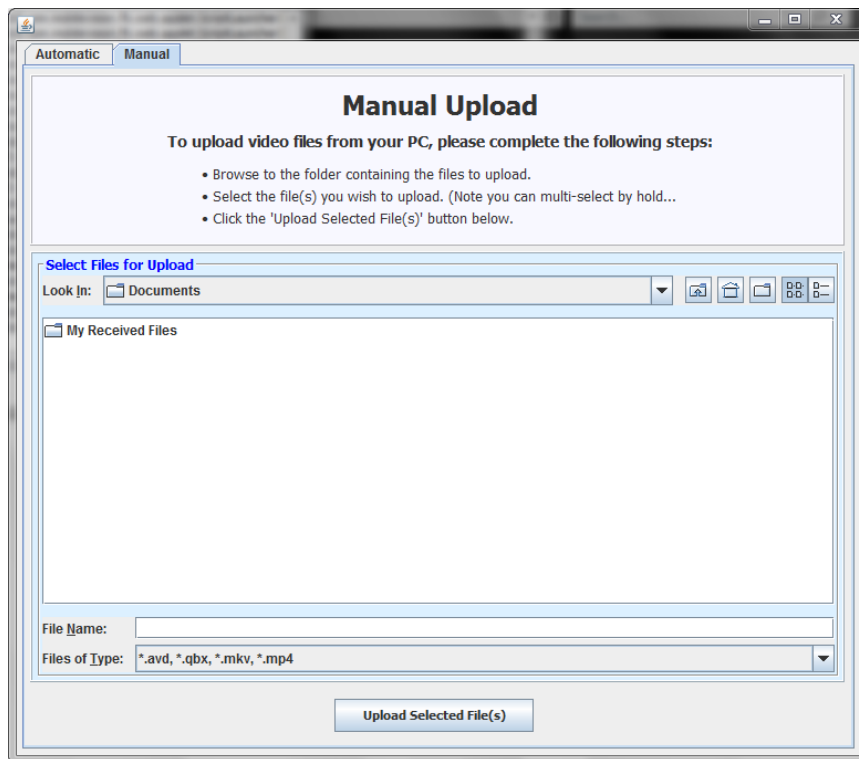 Automatic Manual
Manual Upload
To upload video files from your PC, please complete the following steps:
• Browse to the folder containing the files to upload.
• Select the file(s) you wish to upload. (Note you can multi-select by hold...
• Click the 'Upload Selected File(s)' button below.
Select Files for Upload
Look In: Documents
My Received Files
File Name:
Files of Type: *.avd, *.qbx, *.mkv, *.mp4
Upload Selected File(s)